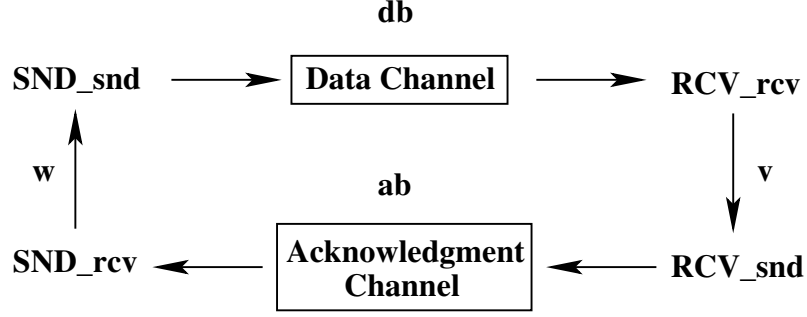 db
SND_snd
Data Channel
RCV_rcv
w
v
ab
SND_rcv
Acknowledgment
Channel
RCV_snd